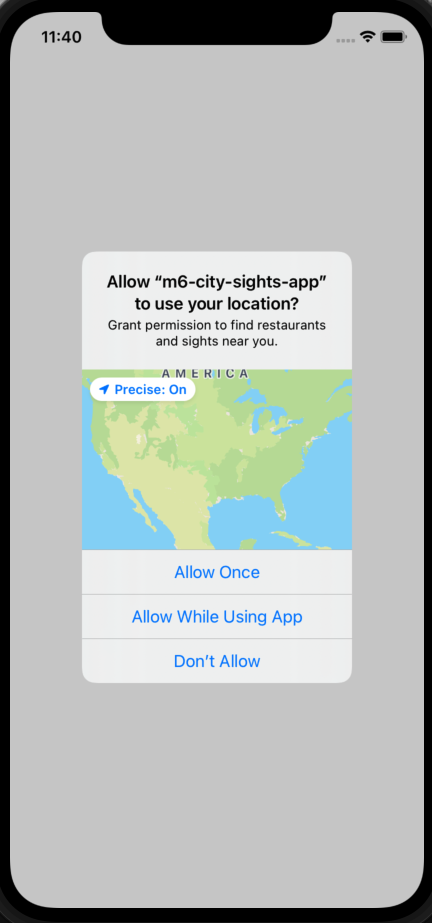 11:40
Allow “m6-city-sights-app”
to use your location?
Grant permission to find restaurants
and sights near you.
AMERICA
Precise: On
Allow Once
Allow While Using App
Don’t Allow